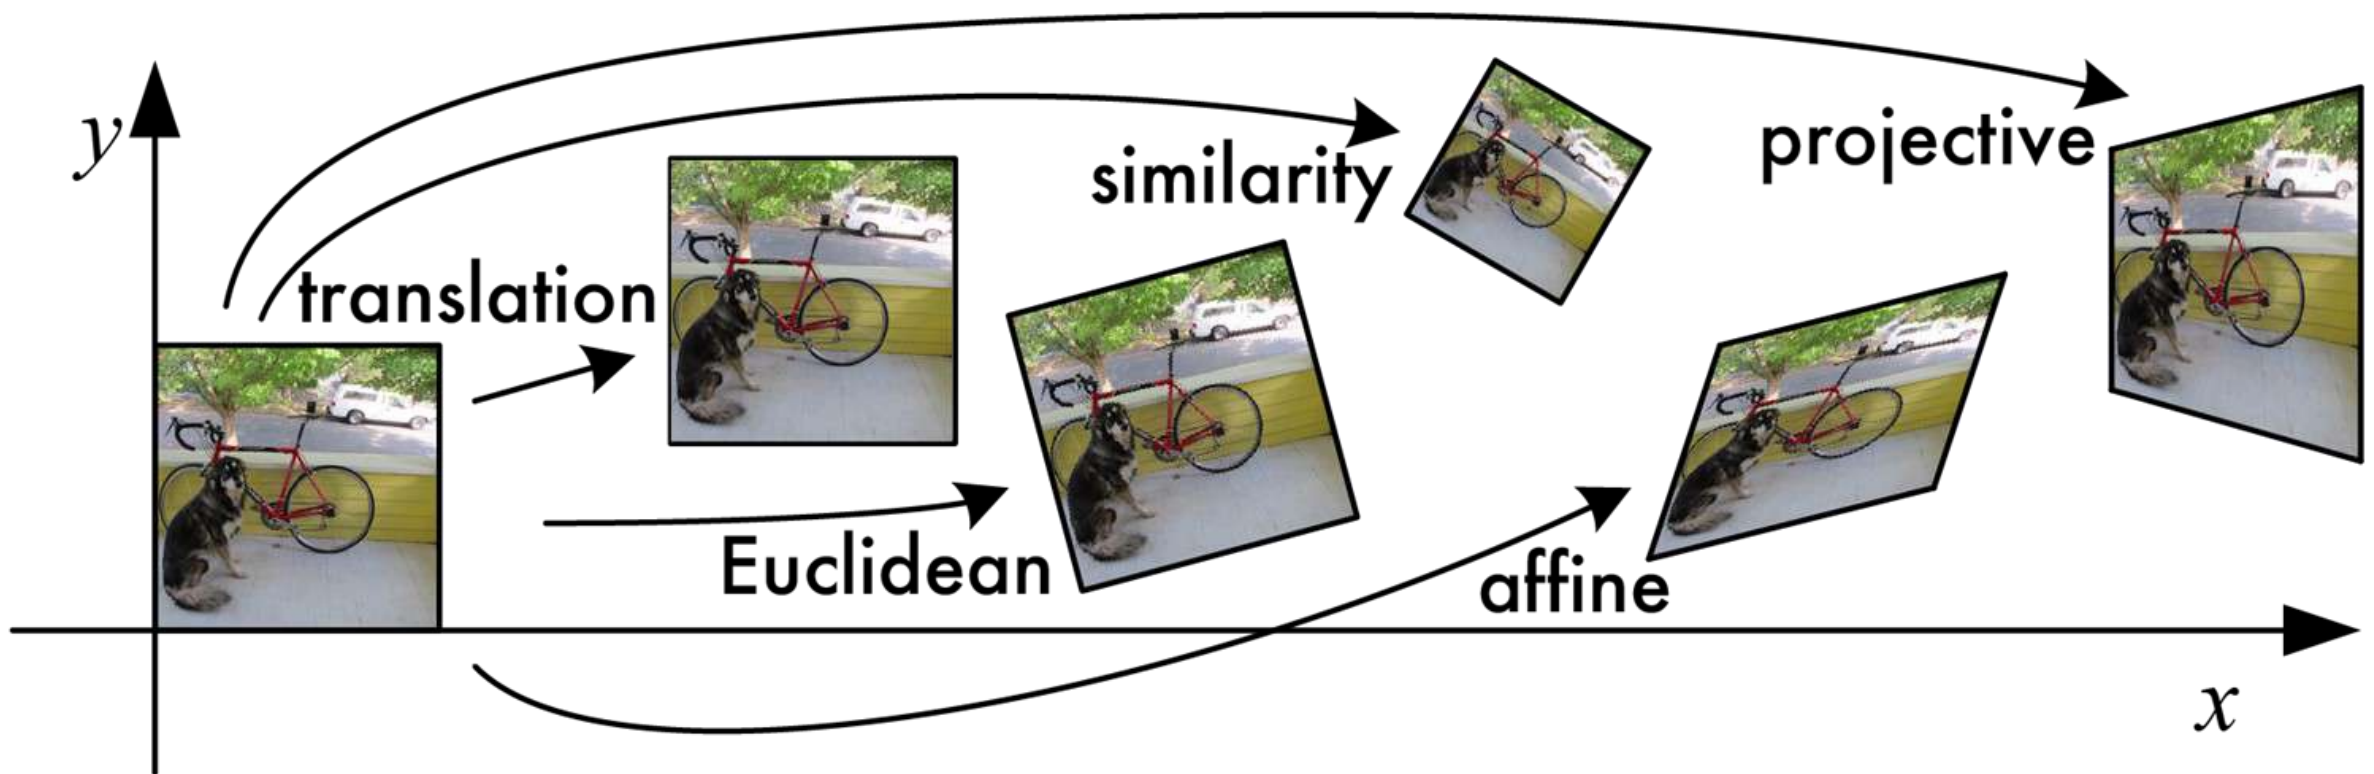 y
similarity
projective
translation
Euclidean
affine
x